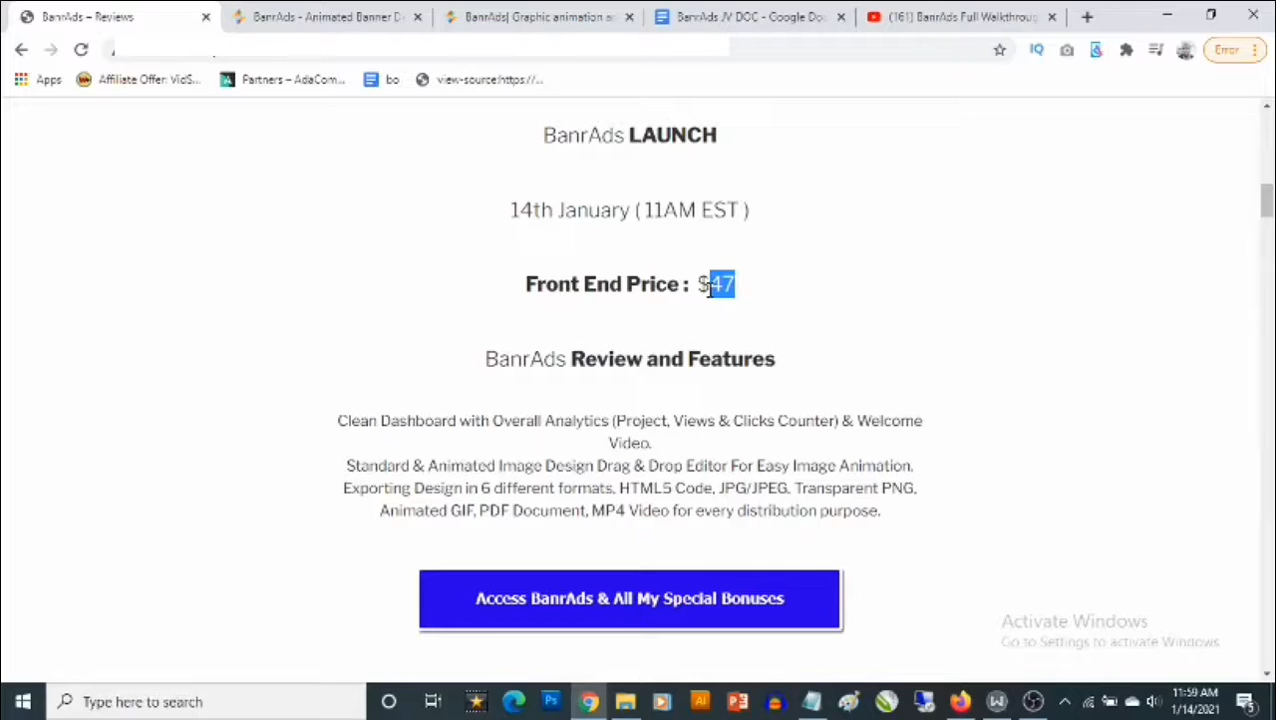 BanrAds – Reviews
BanrAds - Animated Banner D
BanrAds| Graphic animation a
BanrAds JV DOC - Google Do
(161) BanrAds Full Walkthroug
Error
Apps
Affiliate Offer: VidS...
Partners – AdaCom...
bo
view-source:https://...
BanrAds LAUNCH
14th January ( 11AM EST )
Front End Price : $47
BanrAds Review and Features
Clean Dashboard with Overall Analytics (Project, Views & Clicks Counter) & Welcome
Video.
Standard & Animated Image Design Drag & Drop Editor For Easy Image Animation.
Exporting Design in 6 different formats, HTML5 Code, JPG/JPEG, Transparent PNG,
Animated GIF, PDF Document, MP4 Video for every distribution purpose.
Access BanrAds & All My Special Bonuses
Activate Windows
Go to Settings to activate Windows.
Type here to search
11:59 AM
1/14/2021